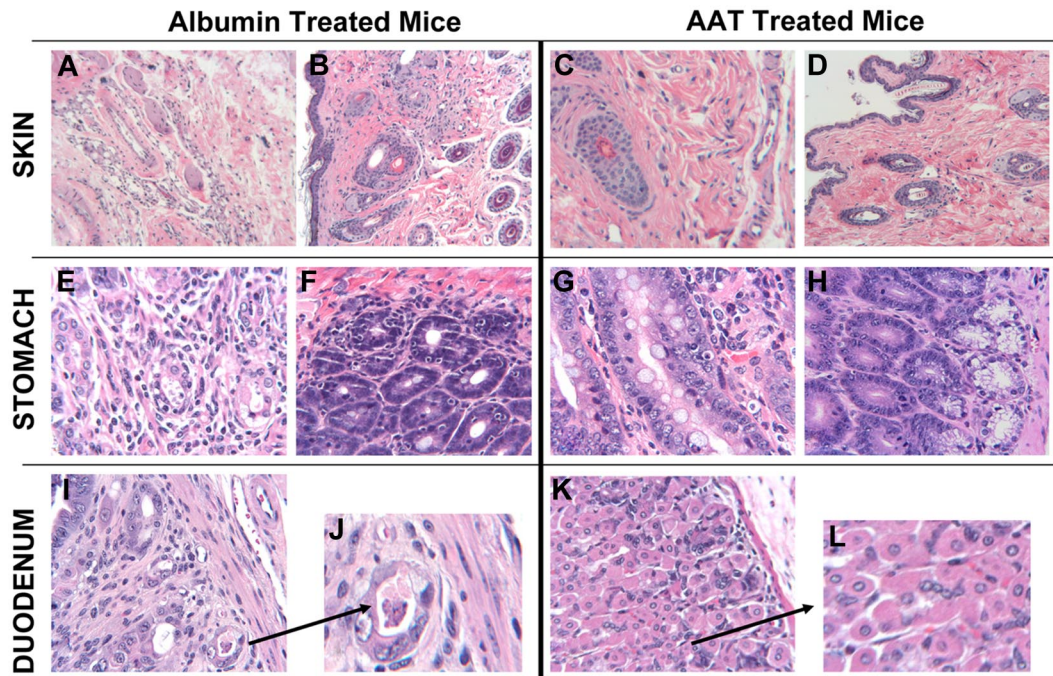 Albumin Treated Mice
AAT Treated Mice
SKIN
A
B
C
D
STOMACH
E
F
G
H
DUODENUM
I
J
K
L